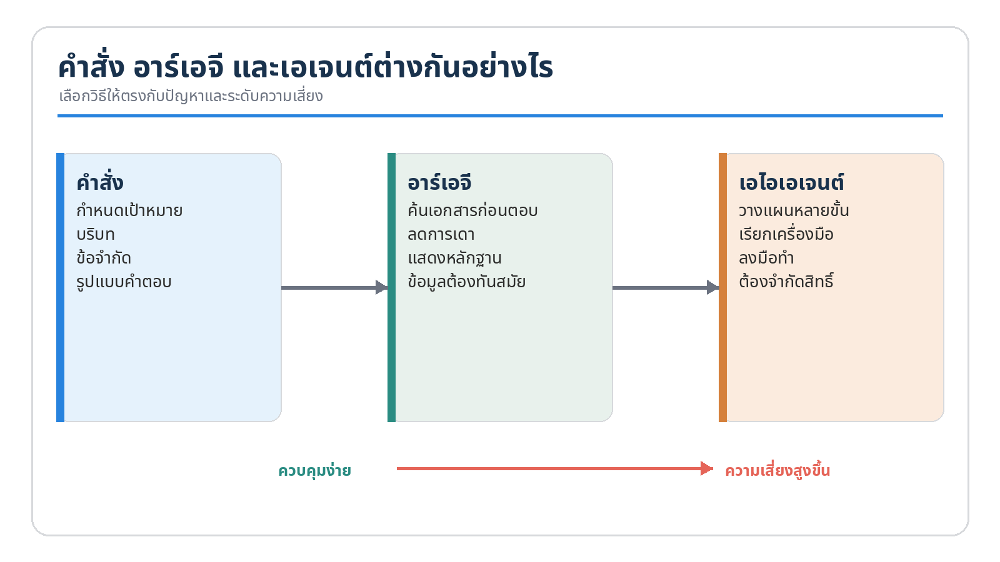 คำสั่ง อาร์เอจี และเอเจนต์ต่างกันอย่างไร
เลือกวิธีให้ตรงกับปัญหาและระดับความเสี่ยง
คำสั่ง
กำหนดเป้าหมาย
บริบท
ข้อจำกัด
รูปแบบคำตอบ
อาร์เอจี
ค้นเอกสารก่อนตอบ
ลดการเดา
แสดงหลักฐาน
ข้อมูลต้องทันสมัย
เอไอเอเจนต์
วางแผนหลายขั้น
เรียกเครื่องมือ
ลงมือทำ
ต้องจำกัดสิทธิ์
ควบคุมง่าย
ความเสี่ยงสูงขึ้น